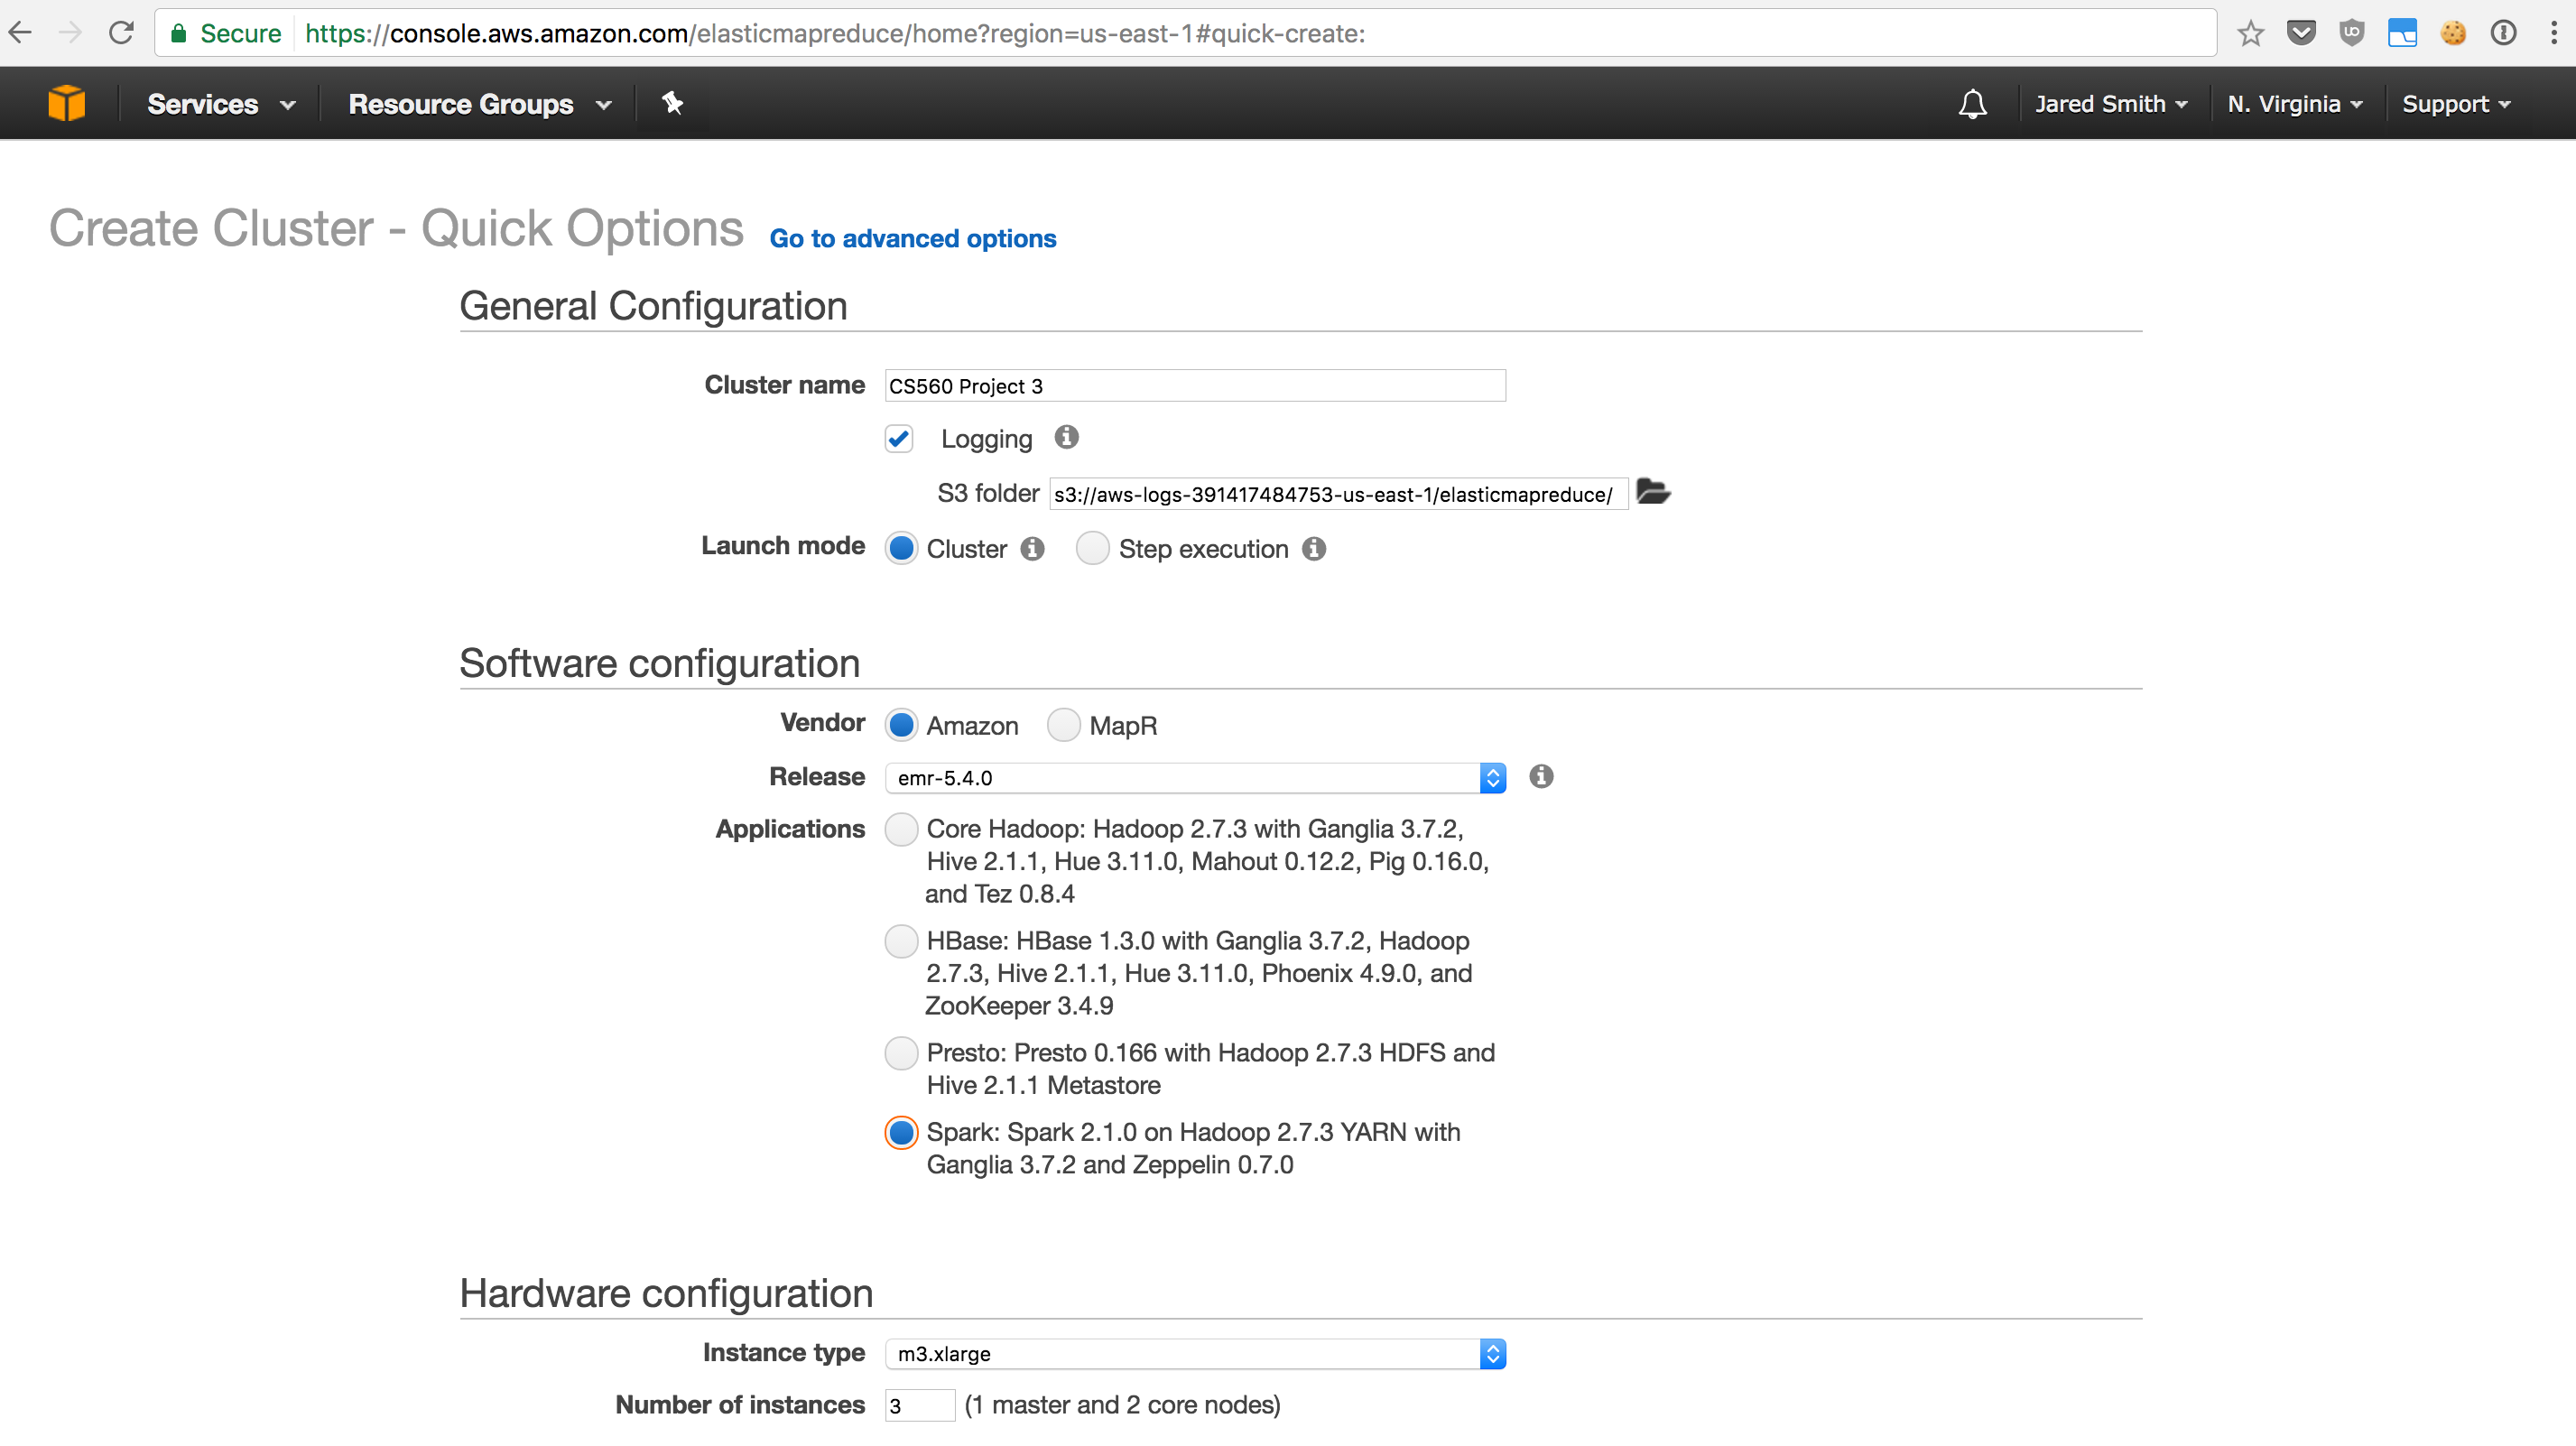 Secure https://console.aws.amazon.com/elasticmapreduce/home?region=us-east-1#quick-create:
Services Resource Groups Jared Smith N. Virginia Support
Create Cluster - Quick Options Go to advanced options
General Configuration
Cluster name CS560 Project 3
Logging
S3 folder s3://aws-logs-391417484753-us-east-1/elasticmapreduce/
Launch mode Cluster Step execution
Software configuration
Vendor Amazon MapR
Release emr-5.4.0
Applications Core Hadoop: Hadoop 2.7.3 with Ganglia 3.7.2,
Hive 2.1.1, Hue 3.11.0, Mahout 0.12.2, Pig 0.16.0,
and Tez 0.8.4
HBase: HBase 1.3.0 with Ganglia 3.7.2, Hadoop
2.7.3, Hive 2.1.1, Hue 3.11.0, Phoenix 4.9.0, and
ZooKeeper 3.4.9
Presto: Presto 0.166 with Hadoop 2.7.3 HDFS and
Hive 2.1.1 Metastore
Spark: Spark 2.1.0 on Hadoop 2.7.3 YARN with
Ganglia 3.7.2 and Zeppelin 0.7.0
Hardware configuration
Instance type m3.xlarge
Number of instances 3 (1 master and 2 core nodes)